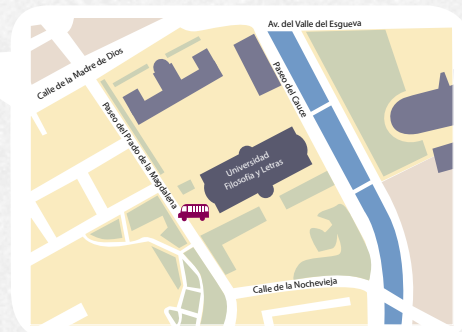 Av. del Valle del Esgueva
Calle de la Madre de Dios
Paseo del Cauce
Paseo del Prado de la Magdalena
Universidad
Filosofía y Letras
Calle de la Nochevieja